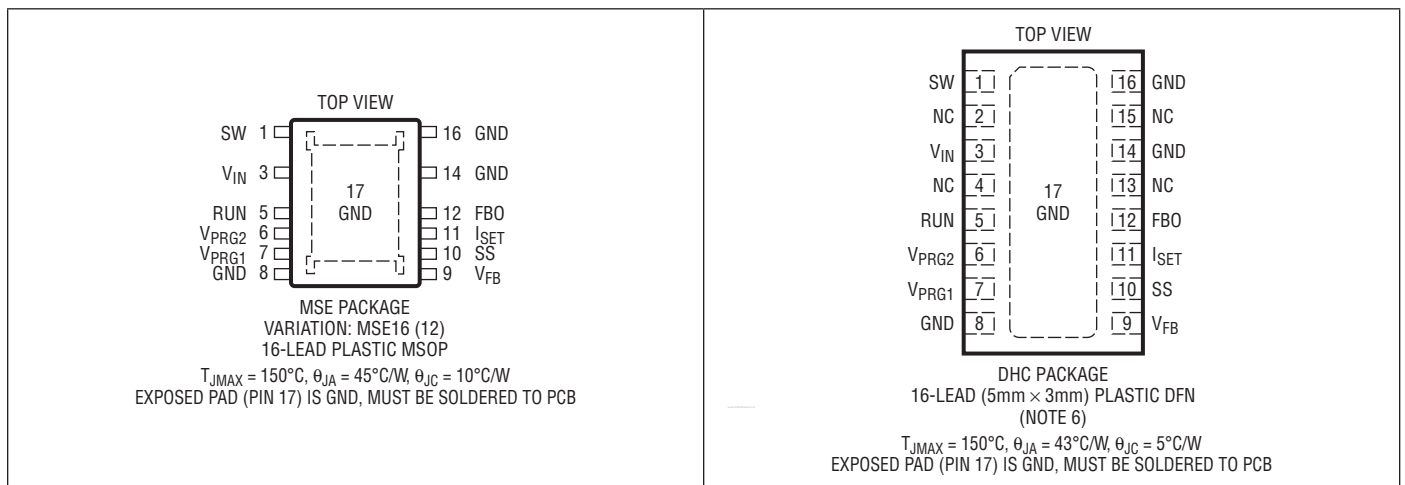 TOP VIEW
SW 1
V_IN 3
RUN 5
V_PRG2 6
V_PRG1 7
GND 8
17
GND
16 GND
14 GND
12 FBO
11 I_SET
10 SS
9 V_FB
MSE PACKAGE
VARIATION: MSE16 (12)
16-LEAD PLASTIC MSOP
T_JMAX = 150°C, θ_JA = 45°C/W, θ_JC = 10°C/W
EXPOSED PAD (PIN 17) IS GND, MUST BE SOLDERED TO PCB
TOP VIEW
SW 1
NC 2
V_IN 3
NC 4
RUN 5
V_PRG2 6
V_PRG1 7
GND 8
17
GND
16 GND
15 NC
14 GND
13 NC
12 FBO
11 I_SET
10 SS
9 V_FB
DHC PACKAGE
16-LEAD (5mm × 3mm) PLASTIC DFN
(NOTE 6)
T_JMAX = 150°C, θ_JA = 43°C/W, θ_JC = 5°C/W
EXPOSED PAD (PIN 17) IS GND, MUST BE SOLDERED TO PCB